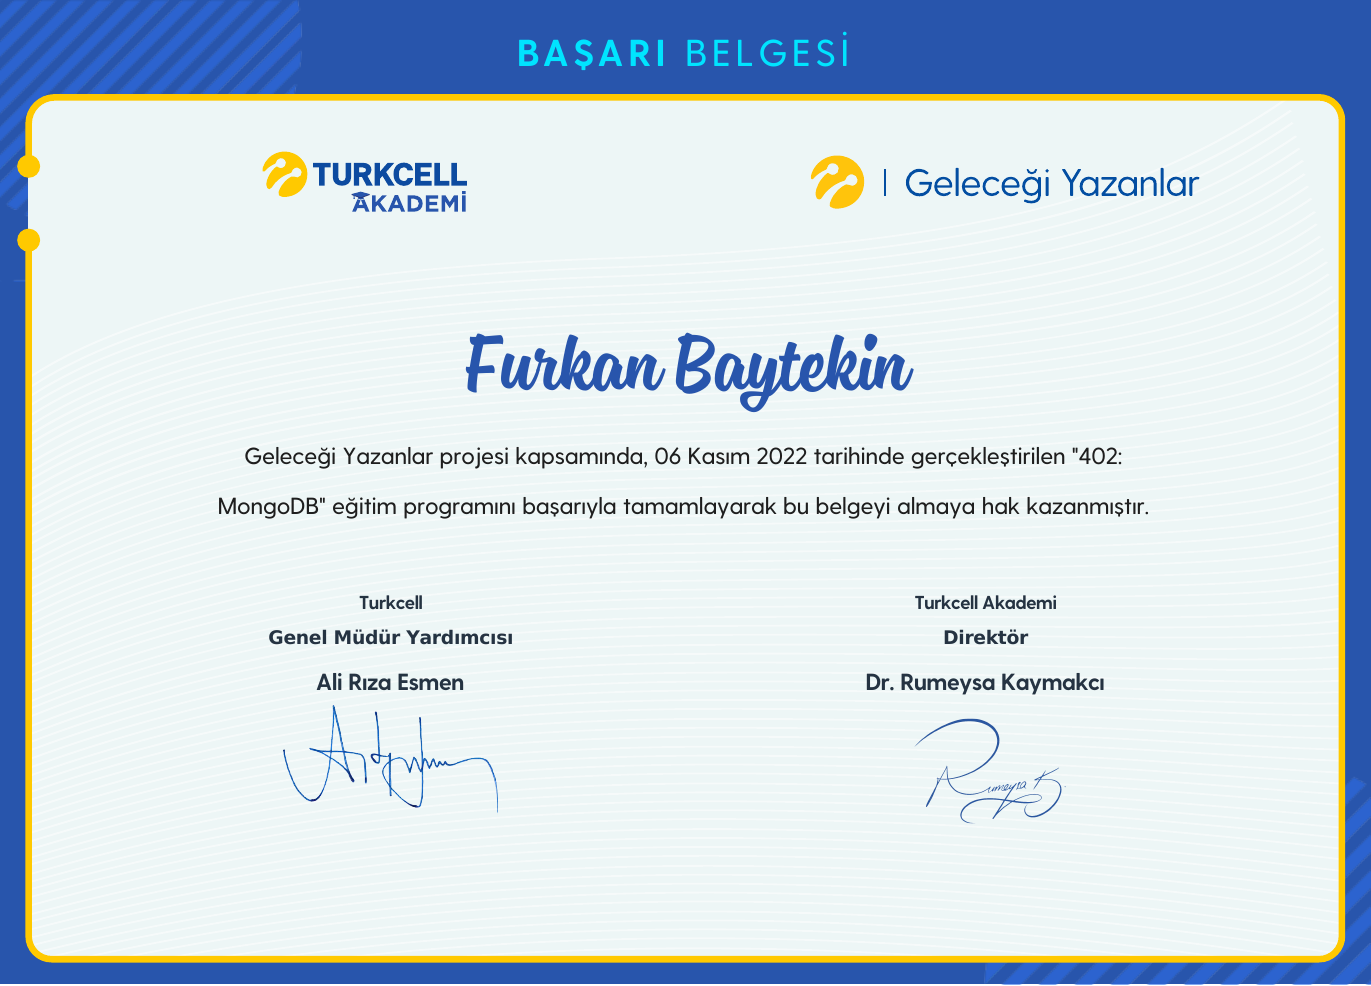 BAŞARI BELGESİ
TURKCELL
AKADEMİ
| Geleceği Yazanlar
Furkan Baytekin
Geleceği Yazanlar projesi kapsamında, 06 Kasım 2022 tarihinde gerçekleştirilen "402:
MongoDB" eğitim programını başarıyla tamamlayarak bu belgeyi almaya hak kazanmıştır.
Turkcell
Genel Müdür Yardımcısı
Ali Rıza Esmen
Turkcell Akademi
Direktör
Dr. Rumeysa Kaymakcı
Rumeysa K